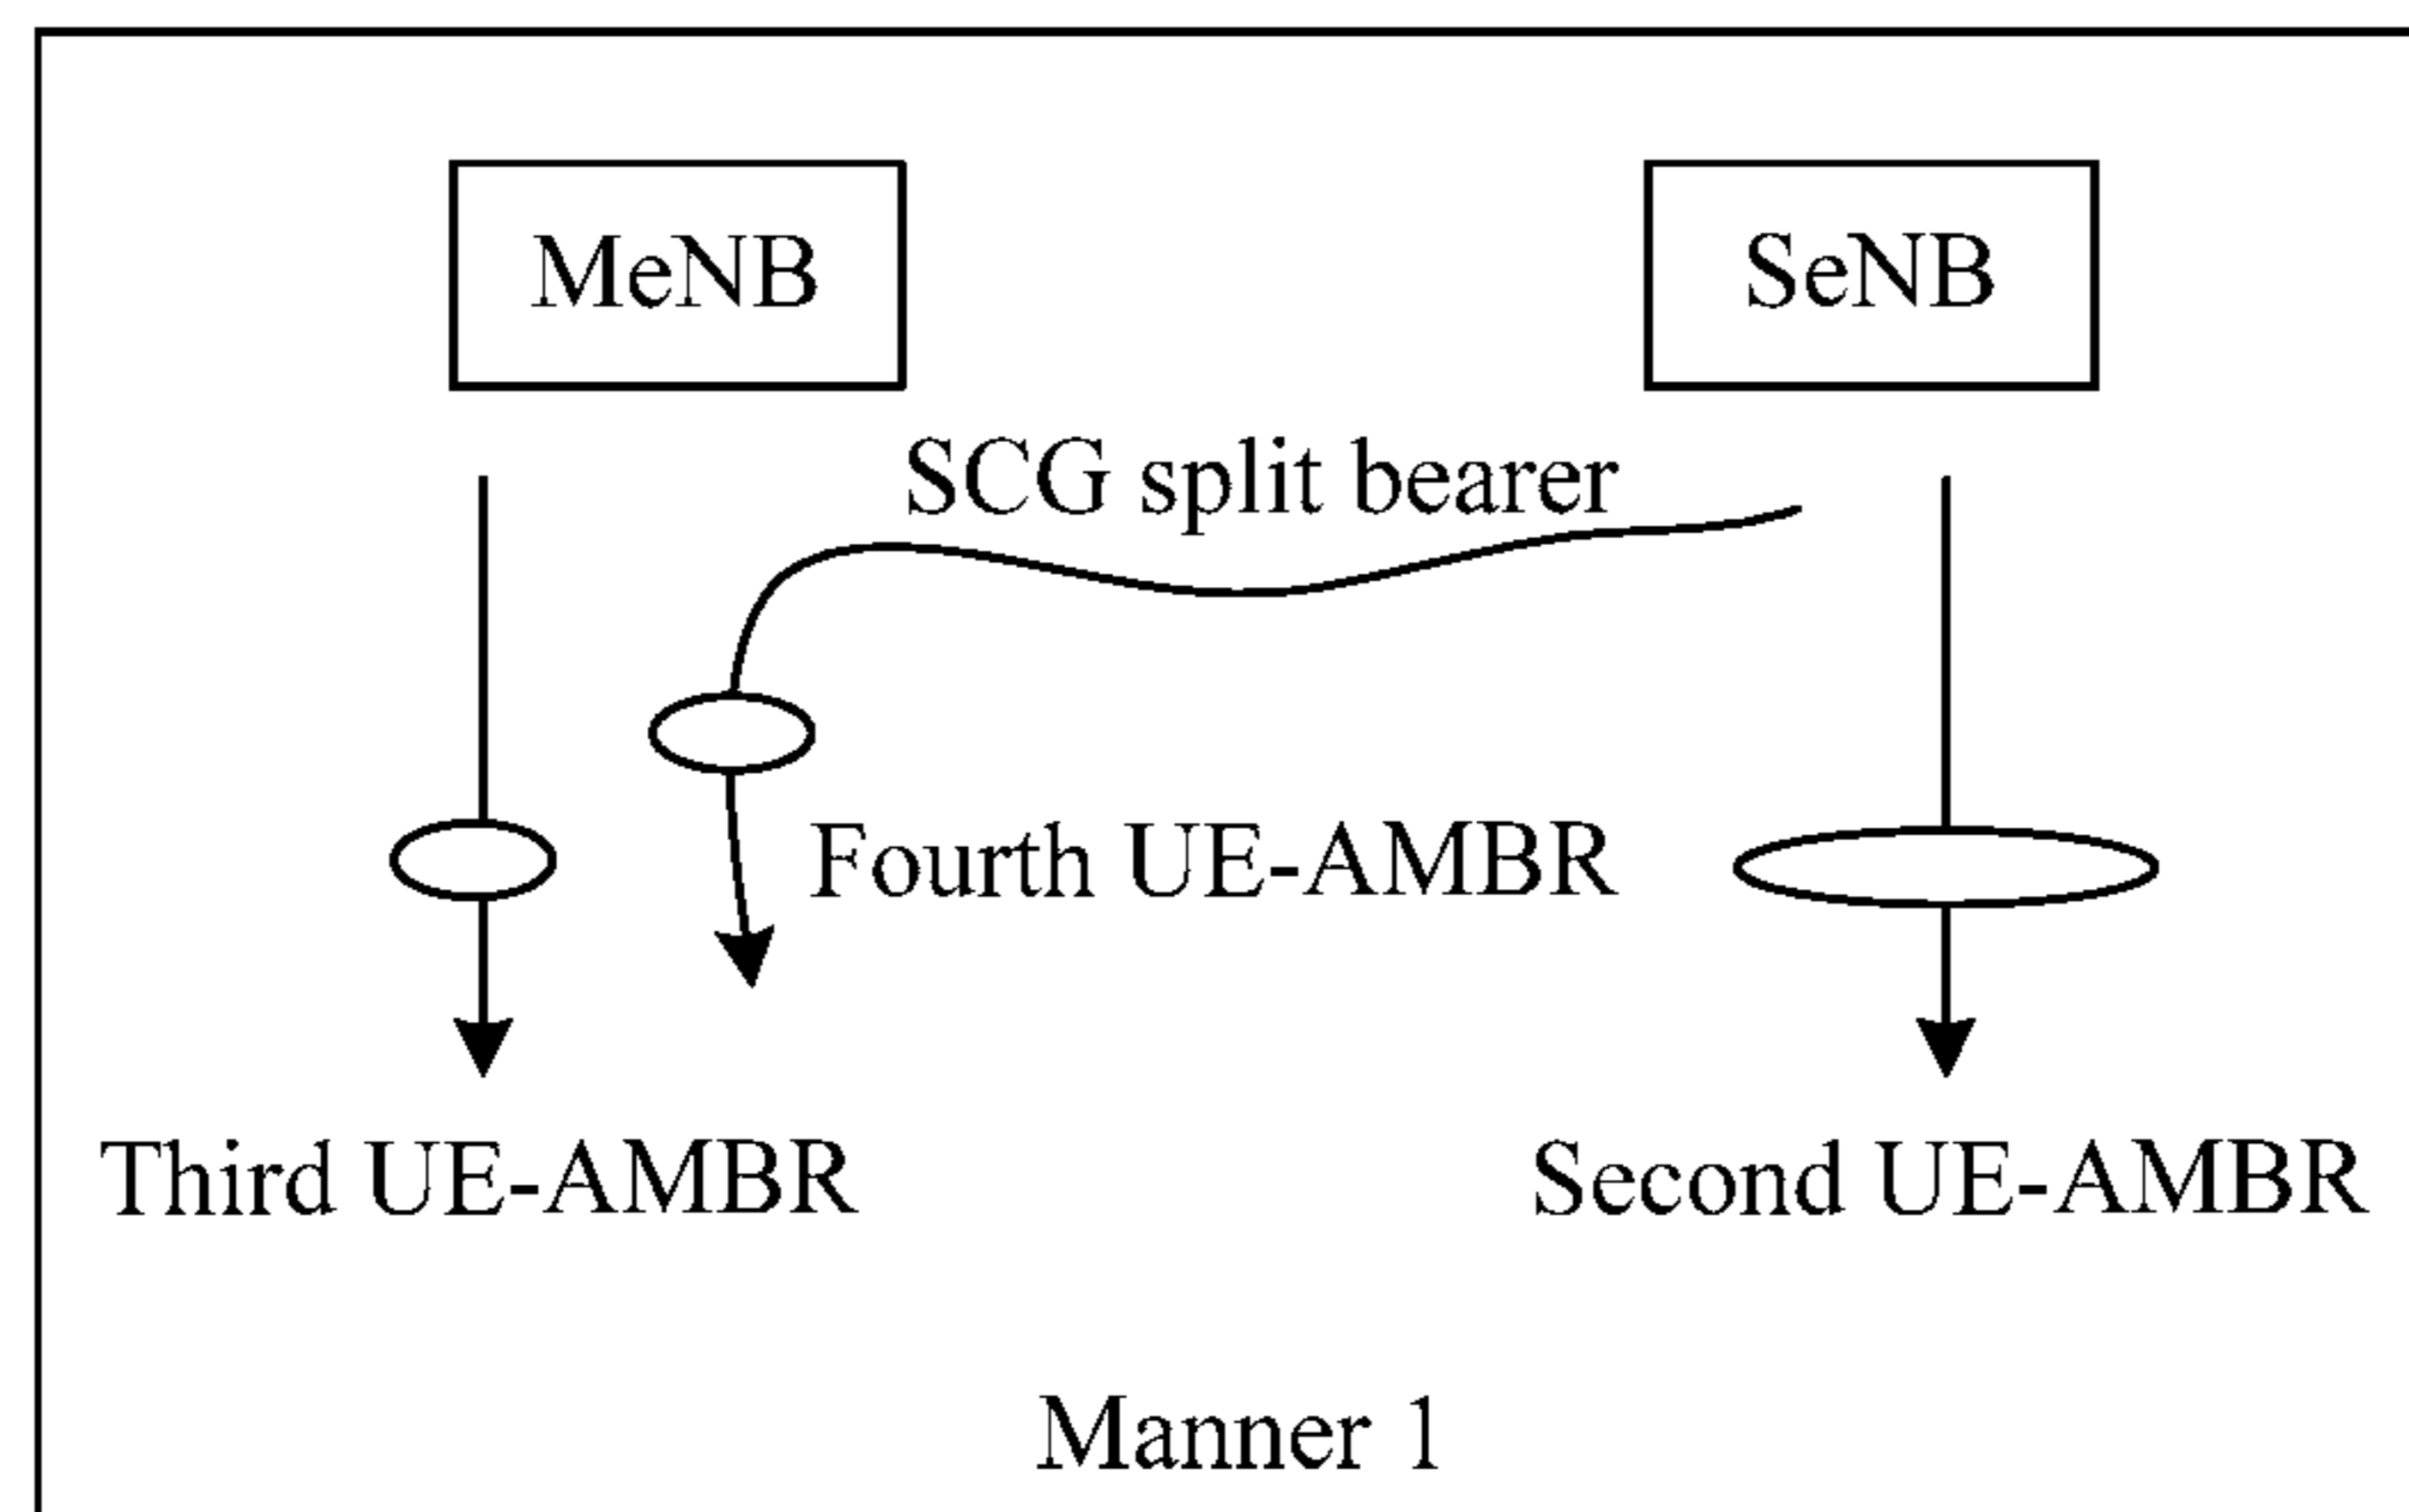 MeNB
SeNB
SCG split bearer
Fourth UE-AMBR
Third UE-AMBR
Second UE-AMBR
Manner 1